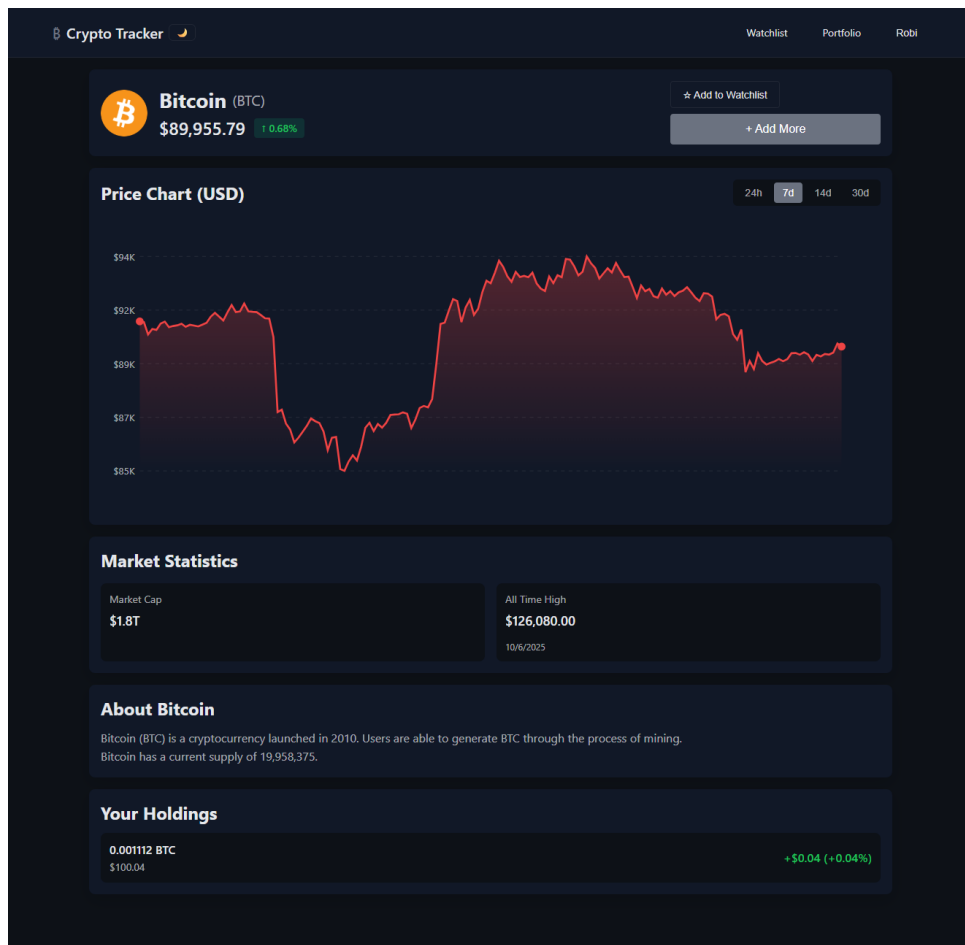 ₿ Crypto Tracker 🌙 Watchlist Portfolio Robi
Bitcoin (BTC)
$89,955.79 ↑ 0.68%
☆ Add to Watchlist
+ Add More
Price Chart (USD)
24h 7d 14d 30d
$94K
$92K
$89K
$87K
$85K
Market Statistics
Market Cap
$1.8T
All Time High
$126,080.00
10/6/2025
About Bitcoin
Bitcoin (BTC) is a cryptocurrency launched in 2010. Users are able to generate BTC through the process of mining.
Bitcoin has a current supply of 19,958,375.
Your Holdings
0.001112 BTC
$100.04
+$0.04 (+0.04%)